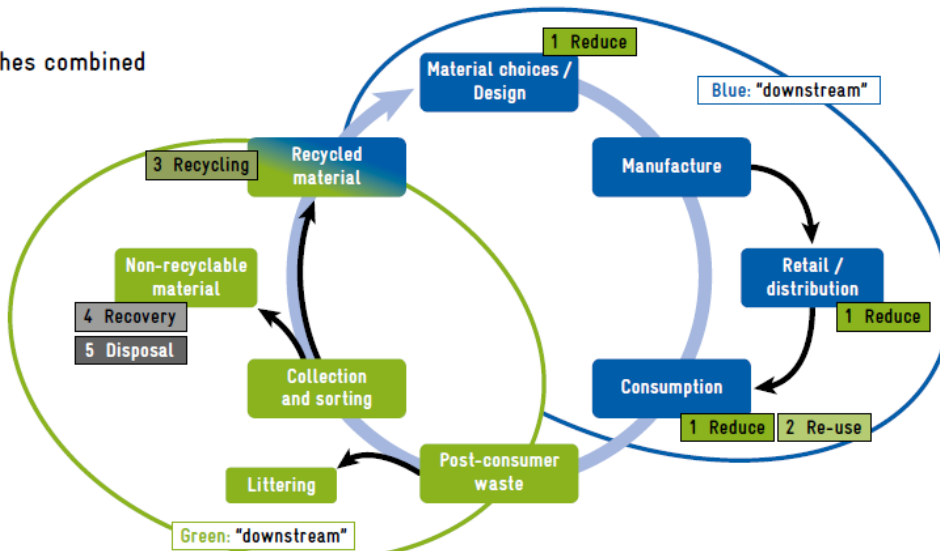 hes combined
1 Reduce
Material choices /
Design
Blue: "downstream"
3 Recycling
Recycled
material
Manufacture
Non-recyclable
material
4 Recovery
5 Disposal
Retail /
distribution
1 Reduce
Collection
and sorting
Consumption
1 Reduce
2 Re-use
Post-consumer
waste
Littering
Green: "downstream"